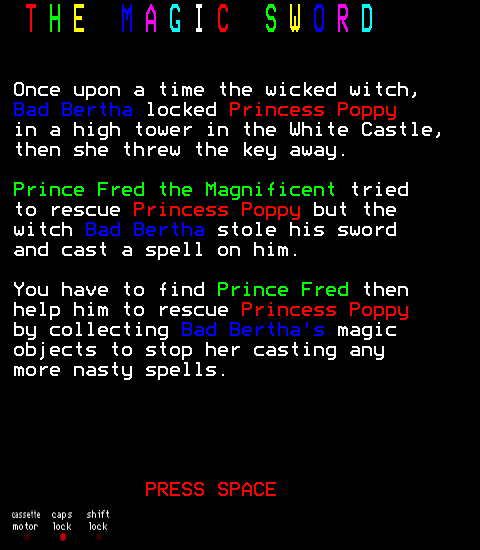 THE MAGIC SWORD
Once upon a time the wicked witch,
Bad Bertha locked Princess Poppy
in a high tower in the White Castle,
then she threw the key away.
Prince Fred the Magnificent tried
to rescue Princess Poppy but the
witch Bad Bertha stole his sword
and cast a spell on him.
You have to find Prince Fred then
help him to rescue Princess Poppy
by collecting Bad Bertha's magic
objects to stop her casting any
more nasty spells.
PRESS SPACE
cassette caps shift
motor lock lock